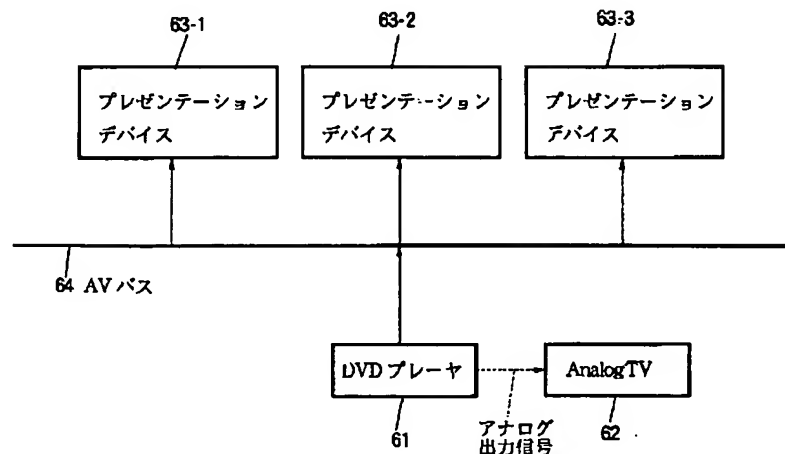 63-1
63-2
63-3
プレゼンテーション
デバイス
プレゼンテーション
デバイス
プレゼンテーション
デバイス
64 AVバス
DVDプレーヤ
AnalogTV
61
アナログ
出力信号
62